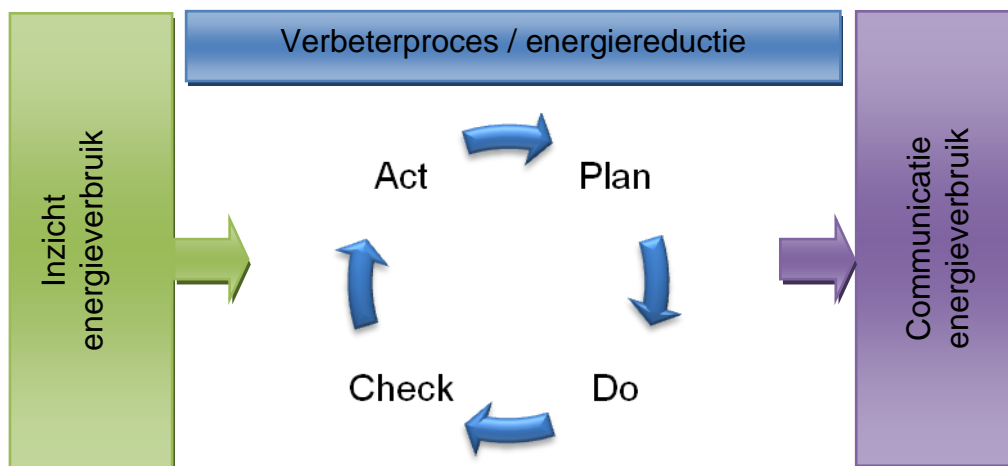 Verbeterproces / energiereductie
Inzicht
energieverbruik
Act
Plan
Check
Do
Communicatie
energieverbruik